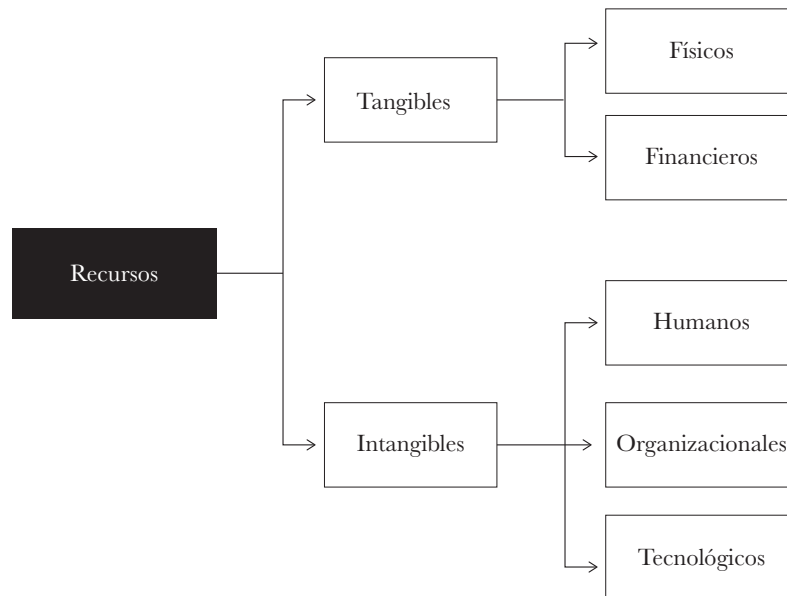 Físicos
Tangibles
Financieros
Recursos
Humanos
Intangibles
Organizacionales
Tecnológicos